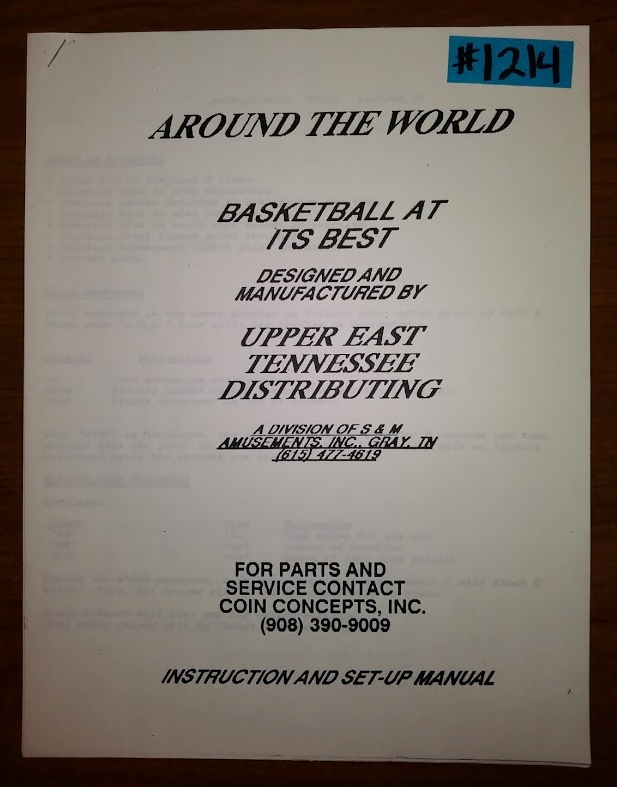 #1214
AROUND THE WORLD
BASKETBALL AT
ITS BEST
DESIGNED AND
MANUFACTURED BY
UPPER EAST
TENNESSEE
DISTRIBUTING
A DIVISION OF S & M
AMUSEMENTS, INC., GRAY, TN
(615) 477-4619
FOR PARTS AND
SERVICE CONTACT
COIN CONCEPTS, INC.
(908) 390-9009
INSTRUCTION AND SET-UP MANUAL